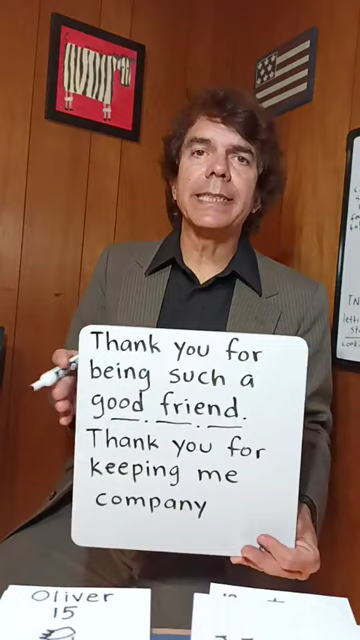 Thank you for
being such a
good friend.
Thank you for
keeping me
company
Oliver
15